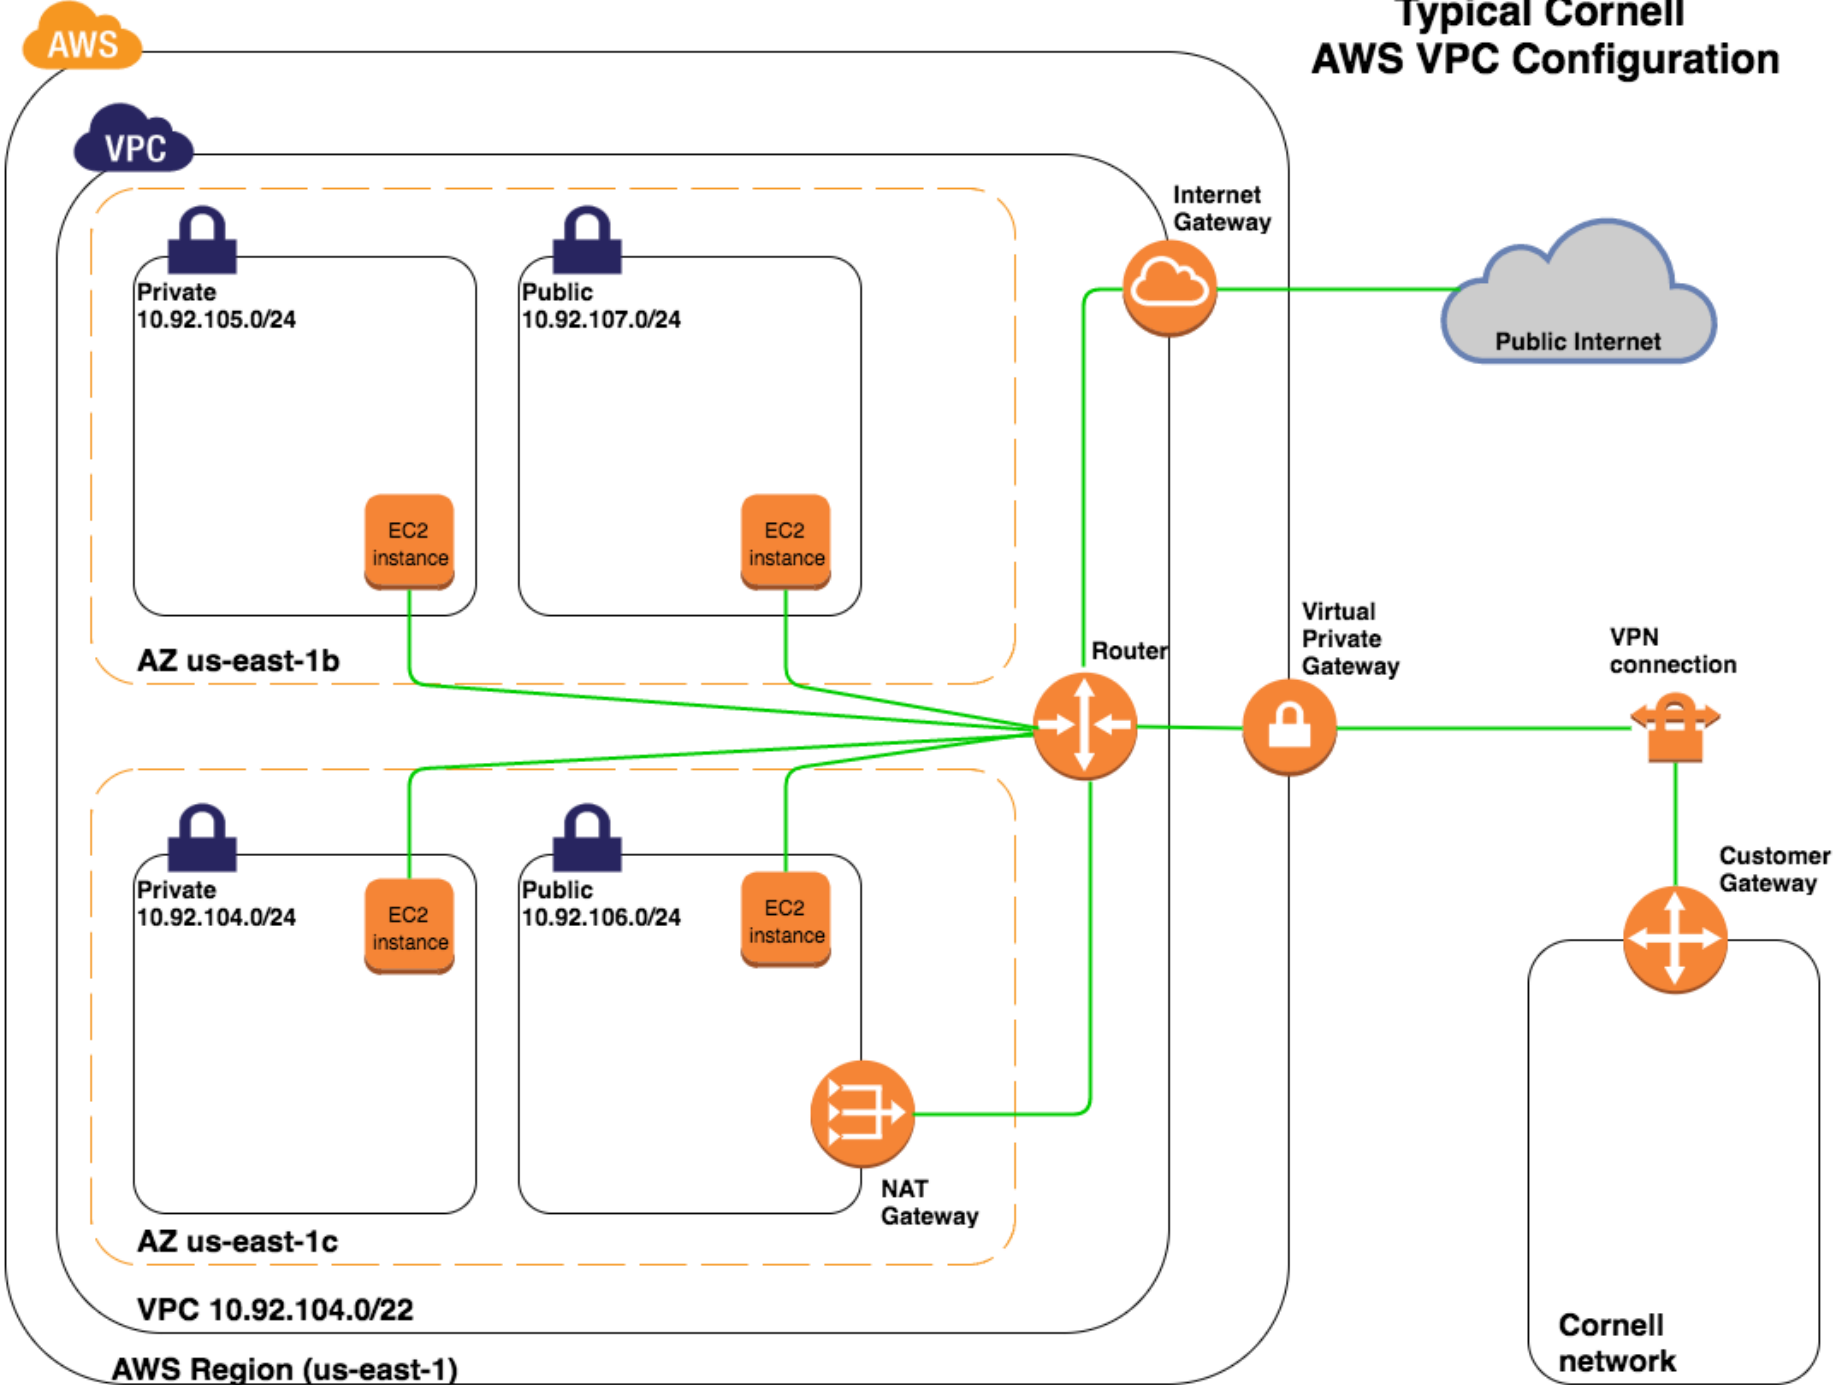 Typical Cornell
AWS VPC Configuration
AWS
VPC
Internet
Gateway
Public Internet
Private
10.92.105.0/24
Public
10.92.107.0/24
EC2
instance
EC2
instance
AZ us-east-1b
Router
Virtual
Private
Gateway
VPN
connection
Private
10.92.104.0/24
EC2
instance
Public
10.92.106.0/24
EC2
instance
Customer
Gateway
NAT
Gateway
AZ us-east-1c
VPC 10.92.104.0/22
AWS Region (us-east-1)
Cornell
network